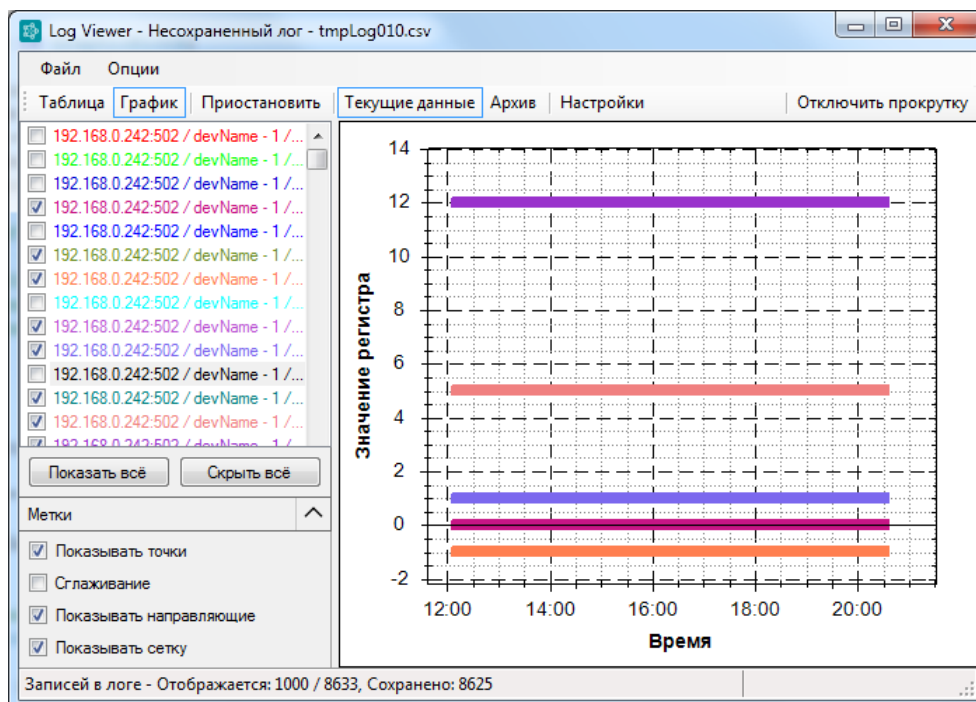 Log Viewer - Несохраненный лог - tmpLog010.csv
Файл Опции
Таблица График Приостановить Текущие данные Архив Настройки Отключить прокрутку
192.168.0.242:502 / devName - 1 /...
192.168.0.242:502 / devName - 1 /...
192.168.0.242:502 / devName - 1 /...
192.168.0.242:502 / devName - 1 /...
192.168.0.242:502 / devName - 1 /...
192.168.0.242:502 / devName - 1 /...
192.168.0.242:502 / devName - 1 /...
192.168.0.242:502 / devName - 1 /...
192.168.0.242:502 / devName - 1 /...
192.168.0.242:502 / devName - 1 /...
192.168.0.242:502 / devName - 1 /...
192.168.0.242:502 / devName - 1 /...
192.168.0.242:502 / devName - 1 /...
192.168.0.242:502 / devName - 1 /
Показать всё Скрыть всё
Метки
Показывать точки
Сглаживание
Показывать направляющие
Показывать сетку
Значение регистра
14
12
10
8
6
4
2
0
-2
12:00 14:00 16:00 18:00 20:00
Время
Записей в логе - Отображается: 1000 / 8633, Сохранено: 8625